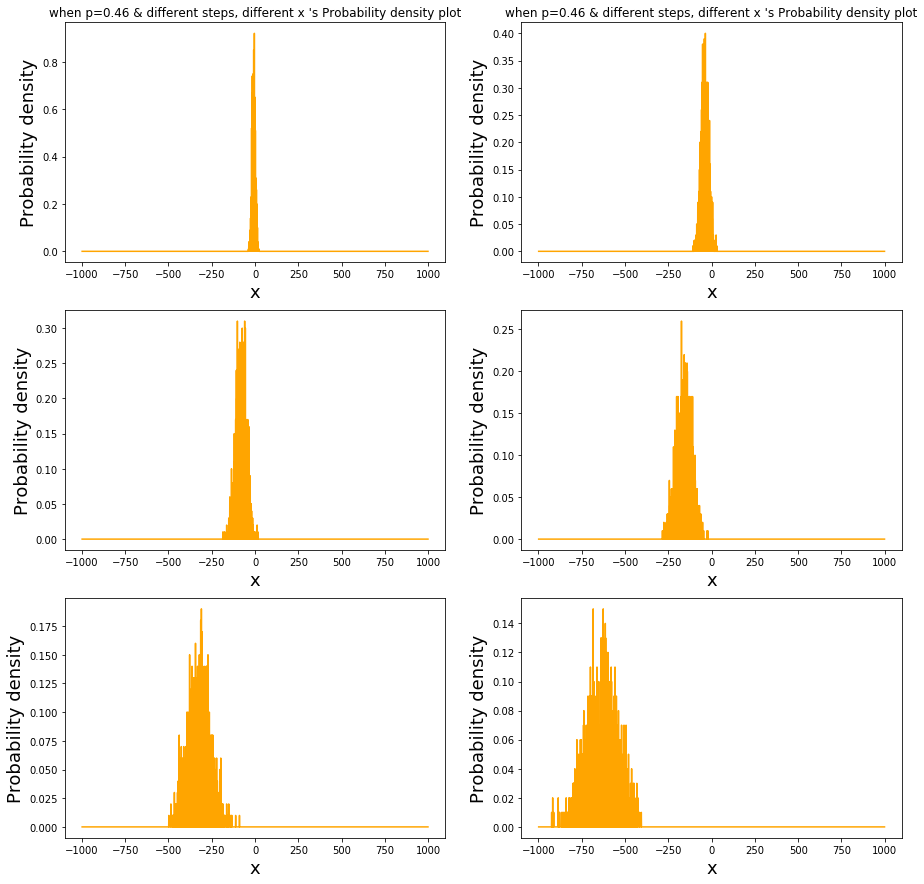 when p=0.46 & different steps, different x 's Probability density plot
when p=0.46 & different steps, different x 's Probability density plot
Probability density
0.8
0.6
0.4
0.2
0.0
−1000 −750 −500 −250 0 250 500 750 1000
x
Probability density
0.40
0.35
0.30
0.25
0.20
0.15
0.10
0.05
0.00
−1000 −750 −500 −250 0 250 500 750 1000
x
Probability density
0.30
0.25
0.20
0.15
0.10
0.05
0.00
−1000 −750 −500 −250 0 250 500 750 1000
x
Probability density
0.25
0.20
0.15
0.10
0.05
0.00
−1000 −750 −500 −250 0 250 500 750 1000
x
Probability density
0.175
0.150
0.125
0.100
0.075
0.050
0.025
0.000
−1000 −750 −500 −250 0 250 500 750 1000
x
Probability density
0.14
0.12
0.10
0.08
0.06
0.04
0.02
0.00
−1000 −750 −500 −250 0 250 500 750 1000
x